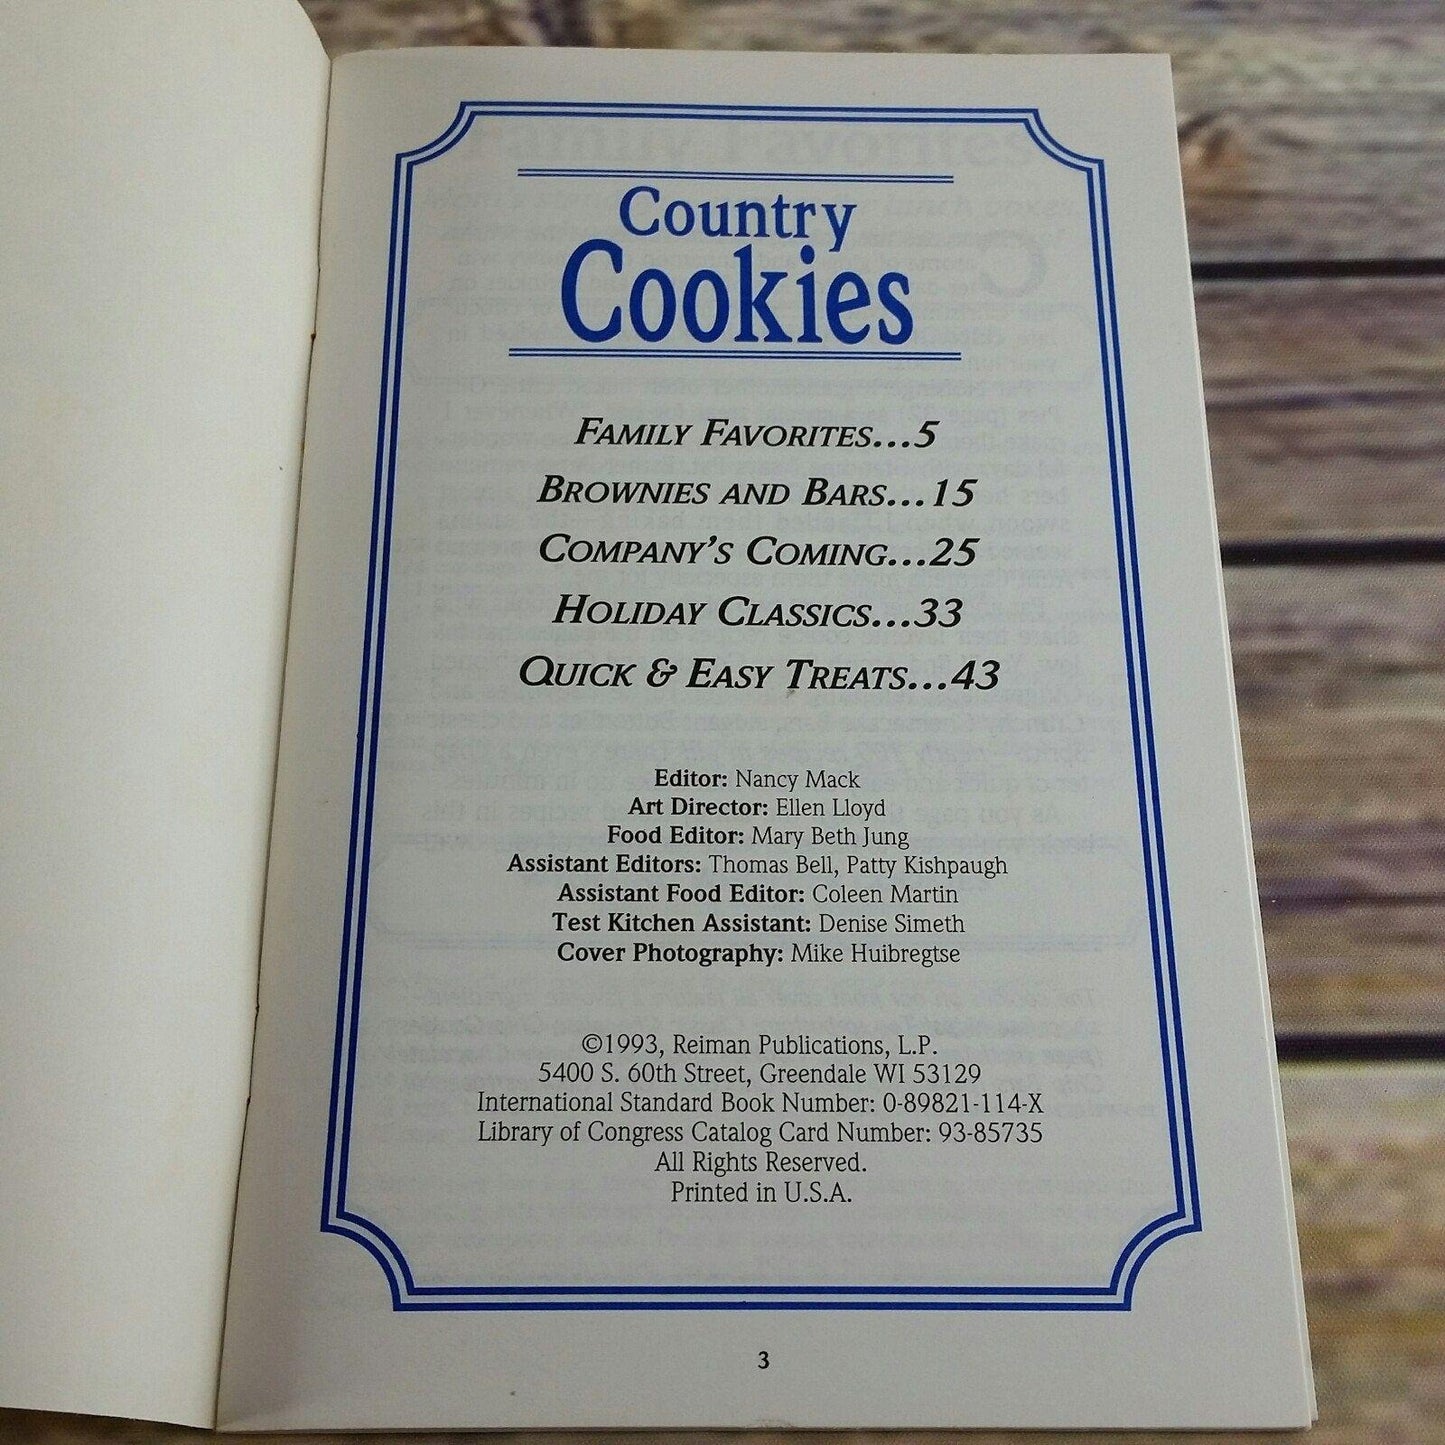 Country
Cookies
FAMILY FAVORITES...5
BROWNIES AND BARS...15
COMPANY'S COMING...25
HOLIDAY CLASSICS...33
QUICK & EASY TREATS...43
Editor: Nancy Mack
Art Director: Ellen Lloyd
Food Editor: Mary Beth Jung
Assistant Editors: Thomas Bell, Patty Kishpaugh
Assistant Food Editor: Coleen Martin
Test Kitchen Assistant: Denise Simeth
Cover Photography: Mike Huibregtse
©1993, Reiman Publications, L.P.
5400 S. 60th Street, Greendale WI 53129
International Standard Book Number: 0-89821-114-X
Library of Congress Catalog Card Number: 93-85735
All Rights Reserved.
Printed in U.S.A.
3